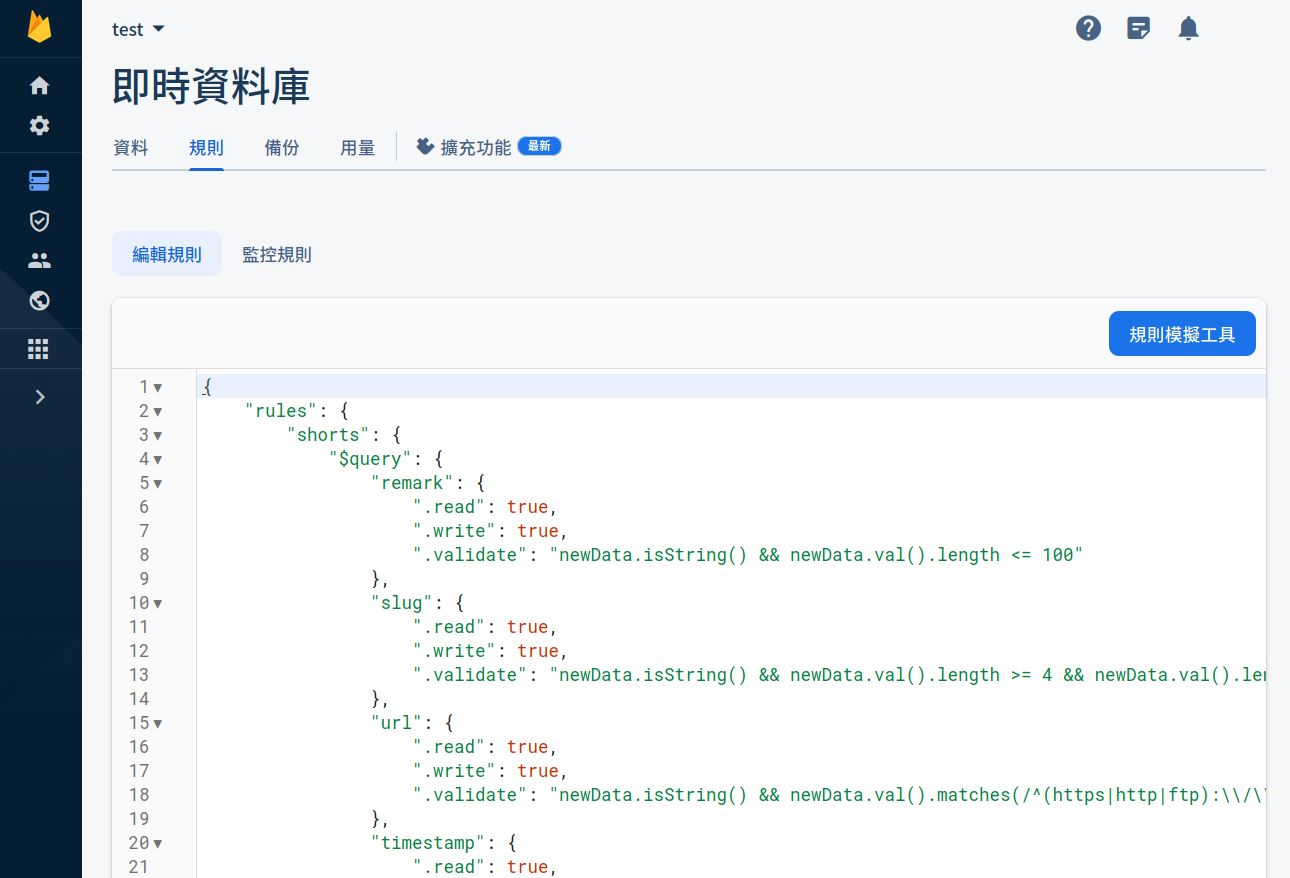 test
即時資料庫
資料 規則 備份 用量 擴充功能 最新
編輯規則 監控規則
規則模擬工具
1 {
2 "rules": {
3 "shorts": {
4 "$query": {
5 "remark": {
6 ".read": true,
7 ".write": true,
8 ".validate": "newData.isString() && newData.val().length <= 100"
9 },
10 "slug": {
11 ".read": true,
12 ".write": true,
13 ".validate": "newData.isString() && newData.val().length >= 4 && newData.val().len
14 },
15 "url": {
16 ".read": true,
17 ".write": true,
18 ".validate": "newData.isString() && newData.val().matches(/^(https|http|ftp):\\/\\
19 },
20 "timestamp": {
21 ".read": true,